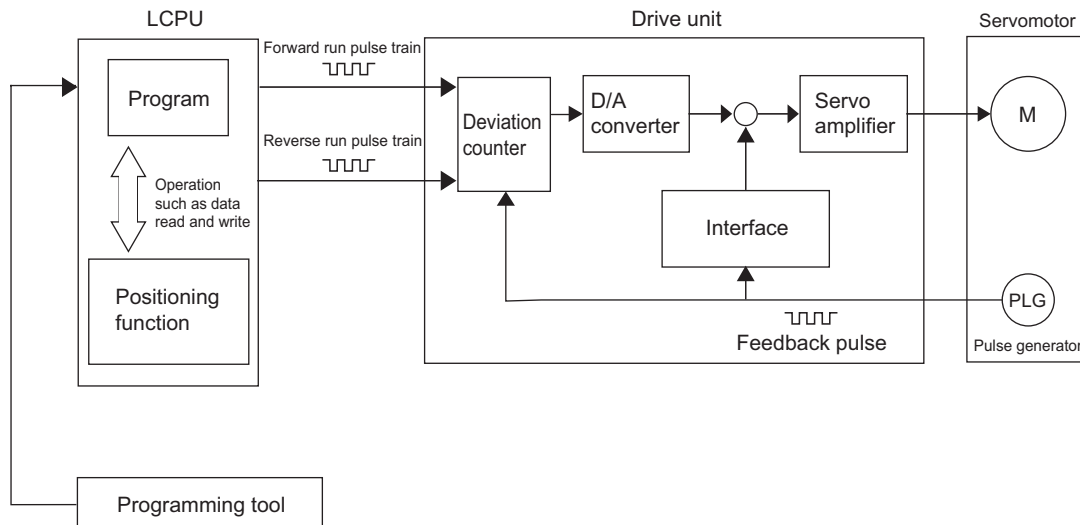 LCPU
Drive unit
Servomotor
Forward run pulse train
Program
D/A
converter
Servo
amplifier
M
Deviation
counter
Reverse run pulse train
Operation
such as data
read and write
Interface
Positioning
function
PLG
Feedback pulse
Pulse generator
Programming tool